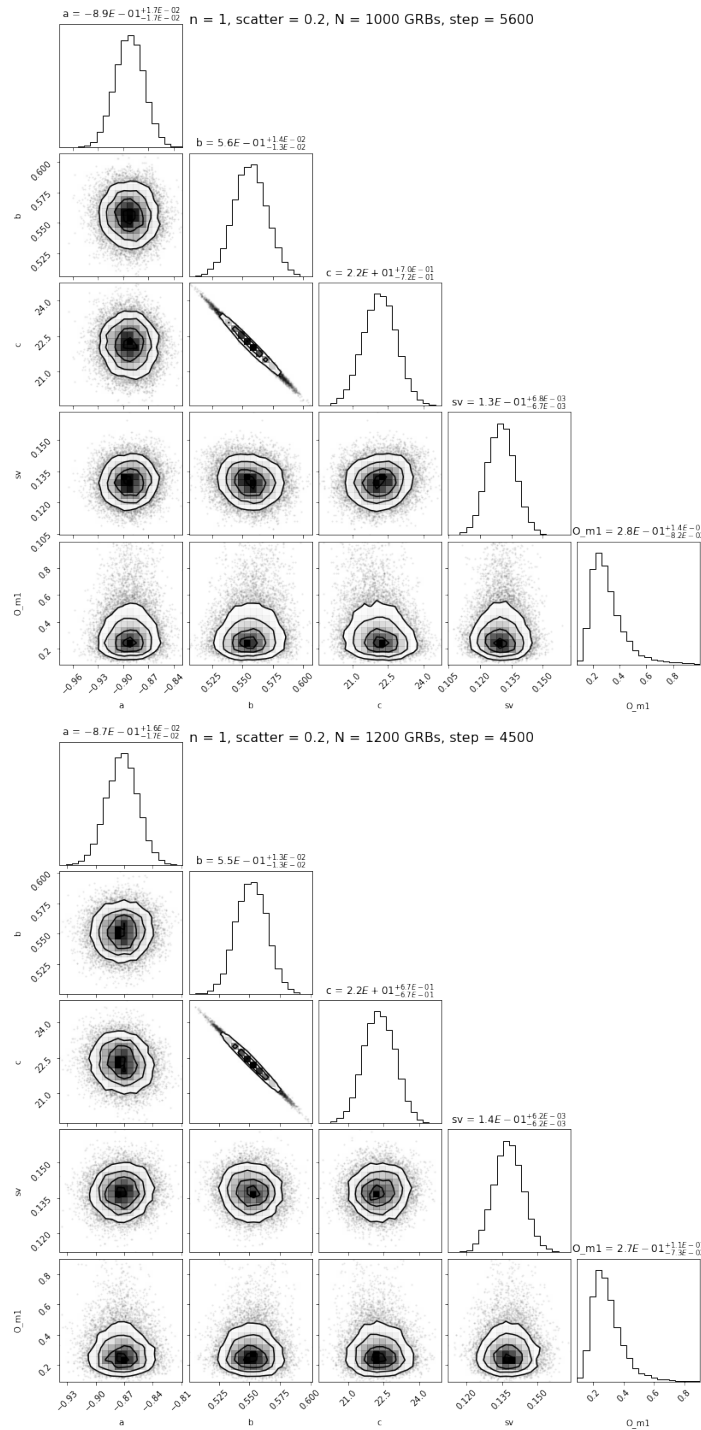 n = 1, scatter = 0.2, N = 1000 GRBs, step = 5600
a = −8.9E − 01 +1.7E − 02 −1.7E − 02
b = 5.6E − 01 +1.4E − 02 −1.3E − 02
0.600
0.575
0.550
0.525
b
c = 2.2E + 01 +7.0E − 01 −7.2E − 01
24.0
22.5
21.0
c
sv = 1.3E − 01 +6.8E − 03 −6.7E − 03
0.150
0.135
0.120
0.105
sv
O_m1 = 2.8E − 01 +1.4E − 0 −8.2E − 0
0.8
0.6
0.4
0.2
O_m1
−0.96 −0.93 −0.90 −0.87 −0.84
0.525 0.550 0.575 0.600
21.0 22.5 24.0
0.105 0.120 0.135 0.150
0.2 0.4 0.6 0.8
a b c sv O_m1
n = 1, scatter = 0.2, N = 1200 GRBs, step = 4500
a = −8.7E − 01 +1.6E − 02 −1.7E − 02
b = 5.5E − 01 +1.3E − 02 −1.3E − 02
0.600
0.575
0.550
0.525
b
c = 2.2E + 01 +6.7E − 01 −6.7E − 01
24.0
22.5
21.0
c
sv = 1.4E − 01 +6.2E − 03 −6.2E − 03
0.150
0.135
0.120
sv
O_m1 = 2.7E − 01 +1.1E − 0 −7.3E − 0
0.8
0.6
0.4
0.2
O_m1
−0.93 −0.90 −0.87 −0.84 −0.81
0.525 0.550 0.575 0.600
21.0 22.5 24.0
0.120 0.135 0.150
0.2 0.4 0.6 0.8
a b c sv O_m1